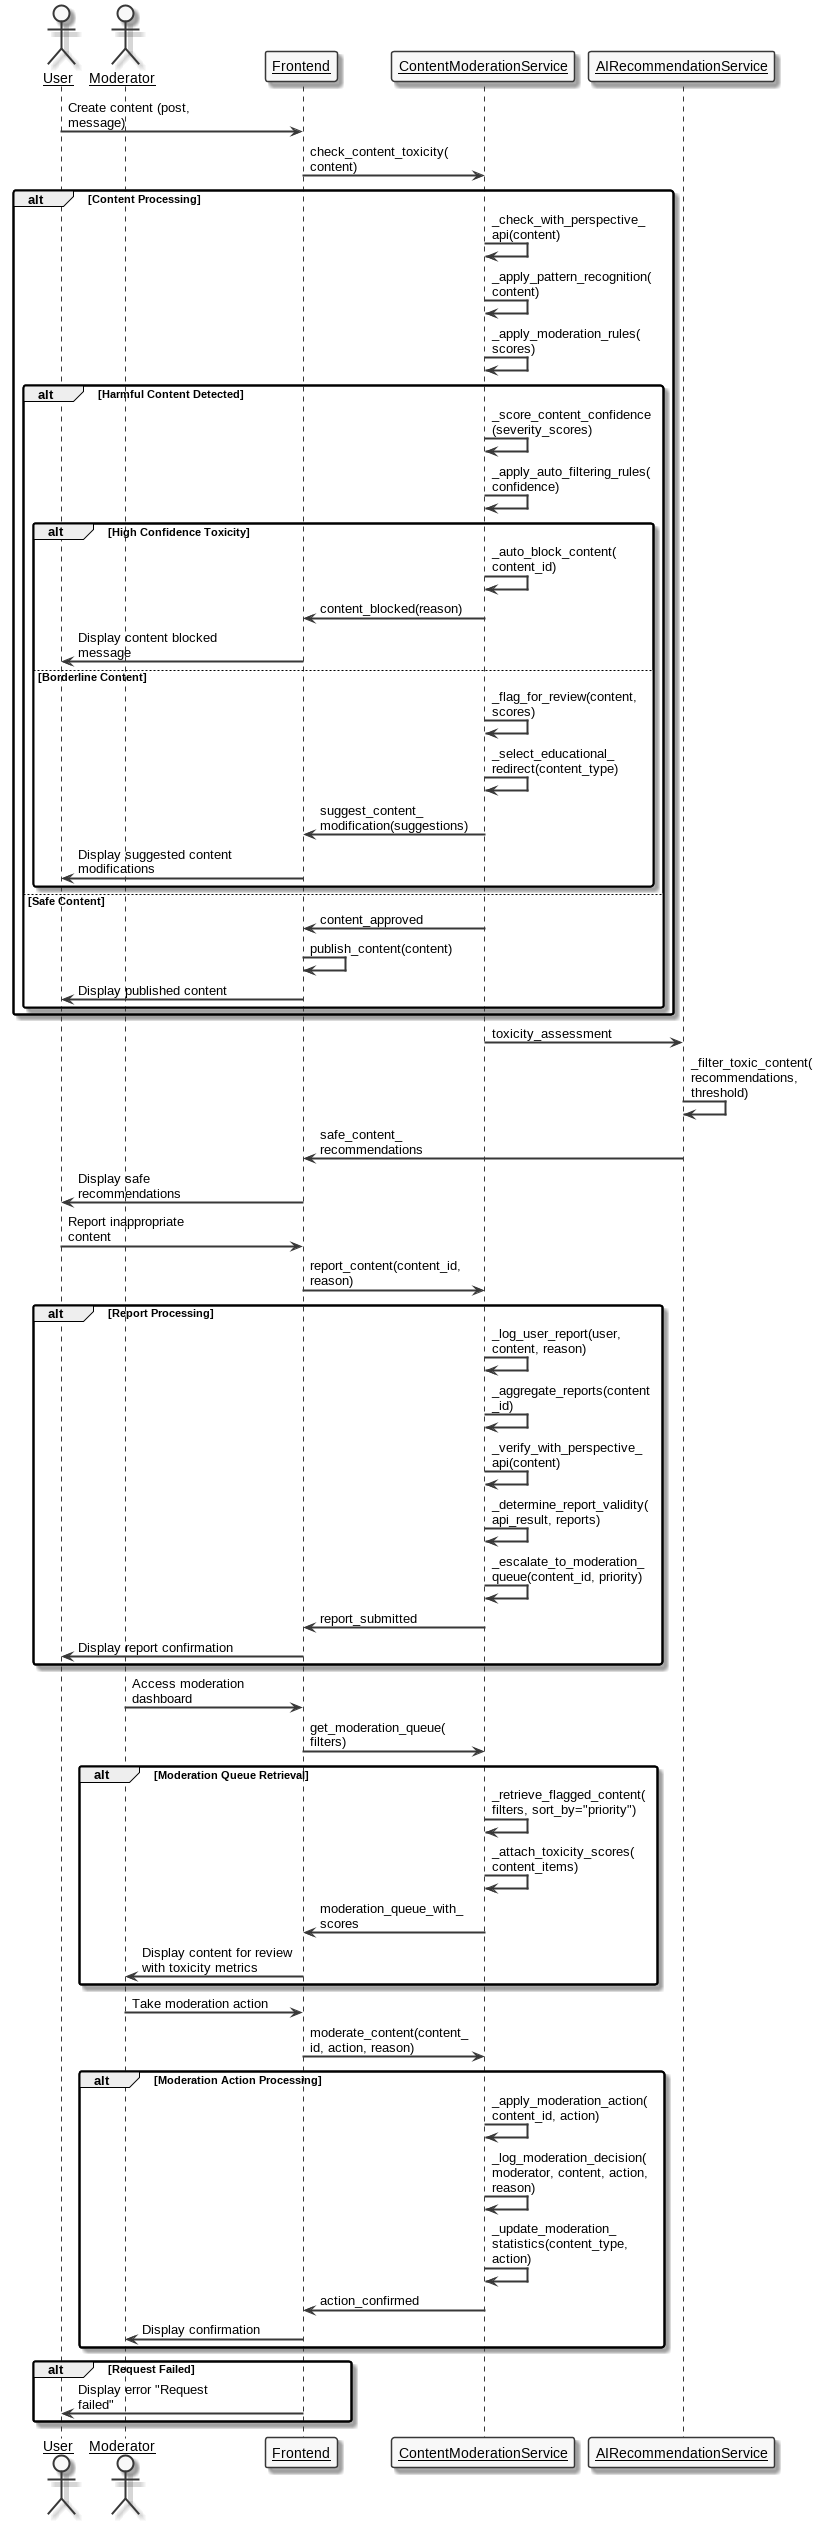 User
Moderator
Frontend
ContentModerationService
AIRecommendationService
Create content (post,
message)
check_content_toxicity(
content)
alt
[Content Processing]
_check_with_perspective_
api(content)
_apply_pattern_recognition(
content)
_apply_moderation_rules(
scores)
alt
[Harmful Content Detected]
_score_content_confidence
(severity_scores)
_apply_auto_filtering_rules(
confidence)
alt
[High Confidence Toxicity]
_auto_block_content(
content_id)
content_blocked(reason)
Display content blocked
message
[Borderline Content]
_flag_for_review(content,
scores)
_select_educational_
redirect(content_type)
suggest_content_
modification(suggestions)
Display suggested content
modifications
[Safe Content]
content_approved
publish_content(content)
Display published content
toxicity_assessment
_filter_toxic_content(
recommendations,
threshold)
safe_content_
recommendations
Display safe
recommendations
Report inappropriate
content
report_content(content_id,
reason)
alt
[Report Processing]
_log_user_report(user,
content, reason)
_aggregate_reports(content
_id)
_verify_with_perspective_
api(content)
_determine_report_validity(
api_result, reports)
_escalate_to_moderation_
queue(content_id, priority)
report_submitted
Display report confirmation
Access moderation
dashboard
get_moderation_queue(
filters)
alt
[Moderation Queue Retrieval]
_retrieve_flagged_content(
filters, sort_by="priority")
_attach_toxicity_scores(
content_items)
moderation_queue_with_
scores
Display content for review
with toxicity metrics
Take moderation action
moderate_content(content_
id, action, reason)
alt
[Moderation Action Processing]
_apply_moderation_action(
content_id, action)
_log_moderation_decision(
moderator, content, action,
reason)
_update_moderation_
statistics(content_type,
action)
action_confirmed
Display confirmation
alt
[Request Failed]
Display error "Request
failed"
User
Moderator
Frontend
ContentModerationService
AIRecommendationService